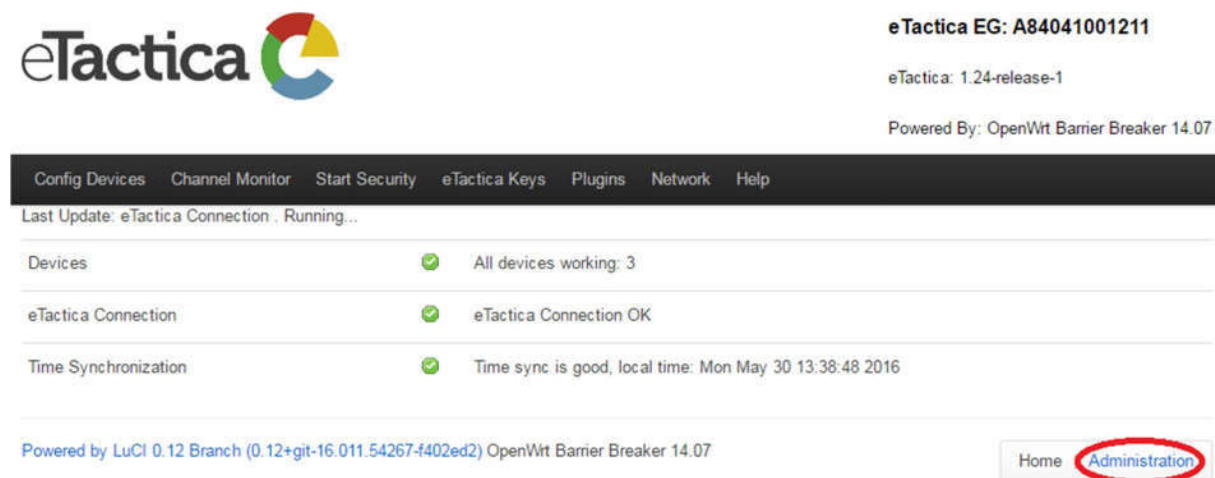 eTactica
eTactica EG: A84041001211
eTactica: 1.24-release-1
Powered By: OpenWrt Barrier Breaker 14.07
Config Devices Channel Monitor Start Security eTactica Keys Plugins Network Help
Last Update: eTactica Connection . Running...
Devices All devices working: 3
eTactica Connection eTactica Connection OK
Time Synchronization Time sync is good, local time: Mon May 30 13:38:48 2016
Powered by LuCI 0.12 Branch (0.12+git-16.011.54267-f402ed2) OpenWrt Barrier Breaker 14.07
Home Administration